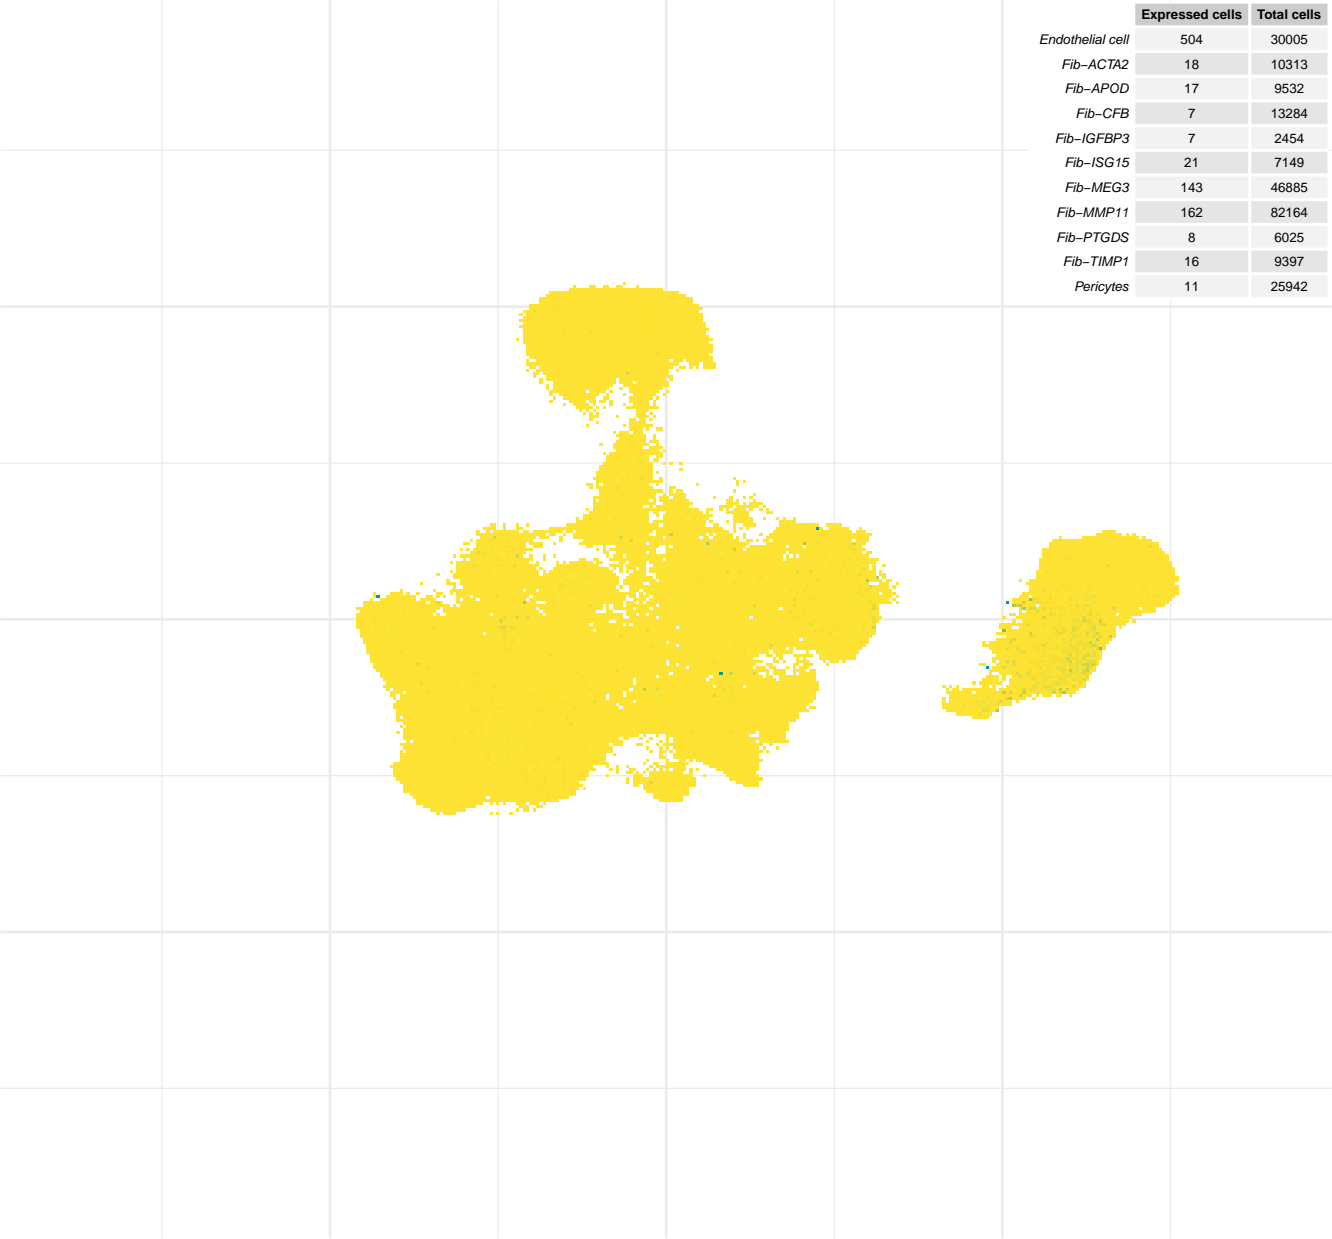 Expressed cells Total cells
Endothelial cell 504 30005
Fib−ACTA2 18 10313
Fib−APOD 17 9532
Fib−CFB 7 13284
Fib−IGFBP3 7 2454
Fib−ISG15 21 7149
Fib−MEG3 143 46885
Fib−MMP11 162 82164
Fib−PTGDS 8 6025
Fib−TIMP1 16 9397
Pericytes 11 25942